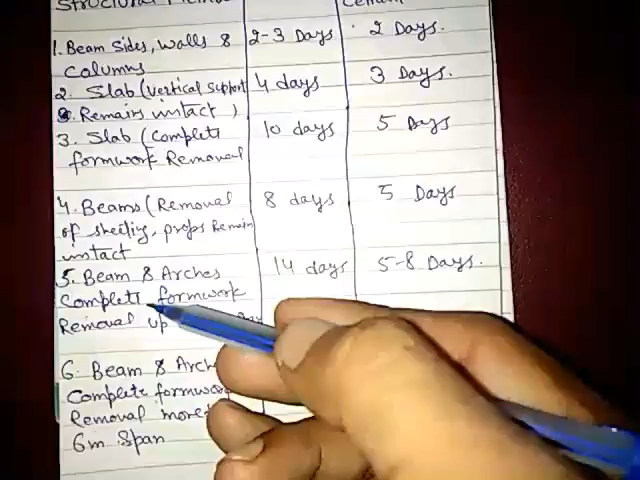 Structural
1. Beam Sides, Walls & Columns 2-3 Days 2 Days.
2. Slab (vertical support Remains intact) 4 days 3 Days.
3. Slab (Complete formwork Removal 10 days 5 Days
4. Beams (Removal of sheeting, props Remain intact 8 days 5 Days
5. Beam & Arches Complete formwork Removal up 14 days 5-8 Days.
6. Beam & Arch Complete formwor Removal more 6m Span